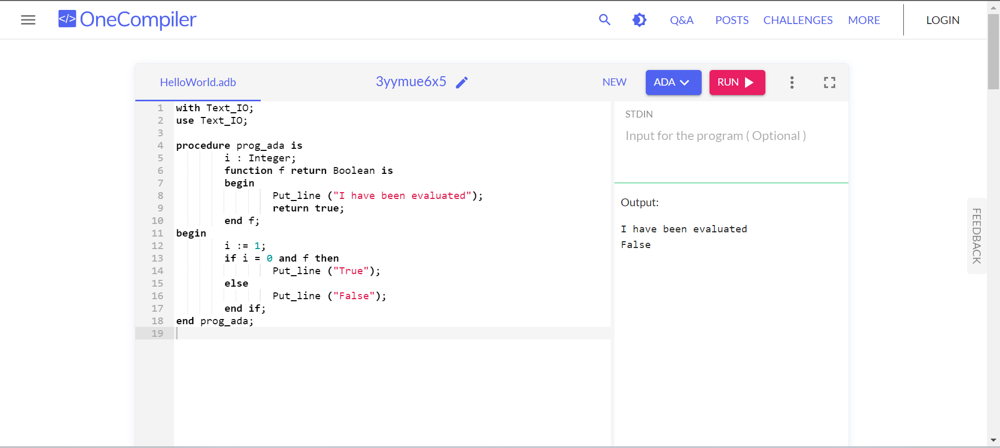 </> OneCompiler Q&A POSTS CHALLENGES MORE LOGIN
HelloWorld.adb 3yymue6x5 NEW ADA RUN
1 with Text_IO;
2 use Text_IO;
3
4 procedure prog_ada is
5 i : Integer;
6 function f return Boolean is
7 begin
8 Put_line ("I have been evaluated");
9 return true;
10 end f;
11 begin
12 i := 1;
13 if i = 0 and f then
14 Put_line ("True");
15 else
16 Put_line ("False");
17 end if;
18 end prog_ada;
19
STDIN
Input for the program ( Optional )
Output:
I have been evaluated
False
FEEDBACK